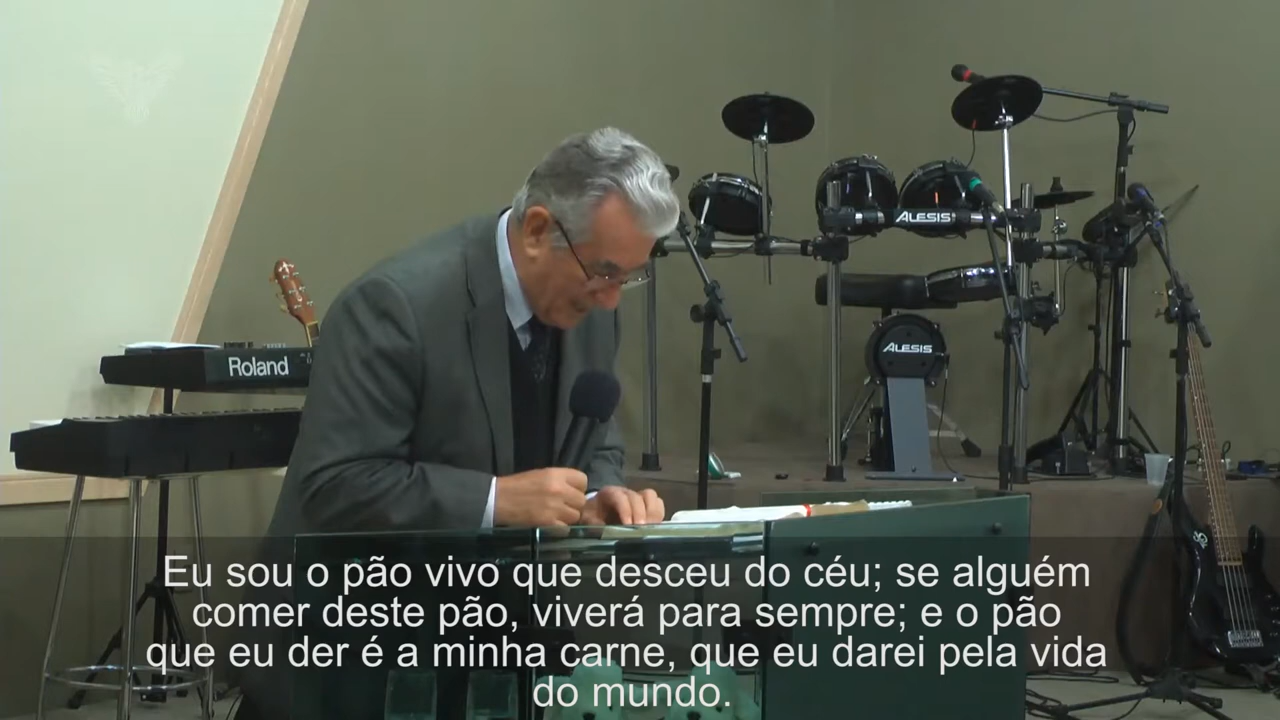 ALESIS
ALESIS
Roland
Eu sou o pão vivo que desceu do céu; se alguém
comer deste pão, viverá para sempre; e o pão
que eu der é a minha carne, que eu darei pela vida
do mundo.